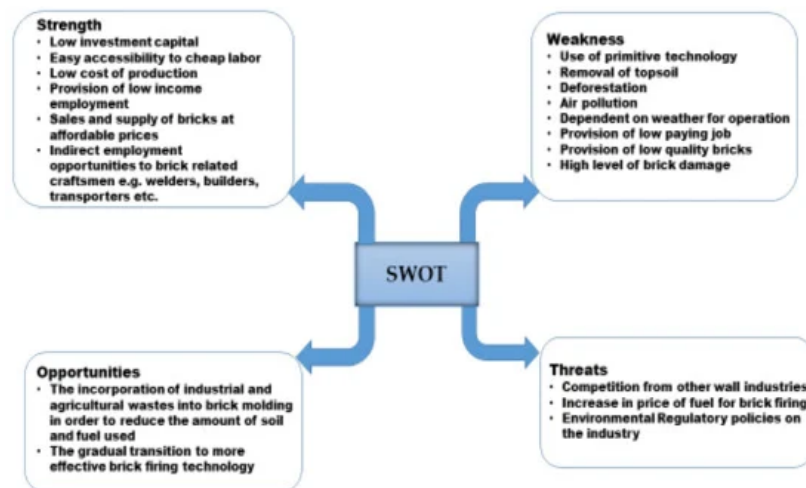 Strength
• Low investment capital
• Easy accessibility to cheap labor
• Low cost of production
• Provision of low income
employment
• Sales and supply of bricks at
affordable prices
• Indirect employment
opportunities to brick related
craftsmen e.g. welders, builders,
transporters etc.
Weakness
• Use of primitive technology
• Removal of topsoil
• Deforestation
• Air pollution
• Dependent on weather for operation
• Provision of low paying job
• Provision of low quality bricks
• High level of brick damage
SWOT
Opportunities
• The incorporation of industrial and
agricultural wastes into brick molding
in order to reduce the amount of soil
and fuel used
• The gradual transition to more
effective brick firing technology
Threats
• Competition from other wall industries
• Increase in price of fuel for brick firing
• Environmental Regulatory policies on
the industry